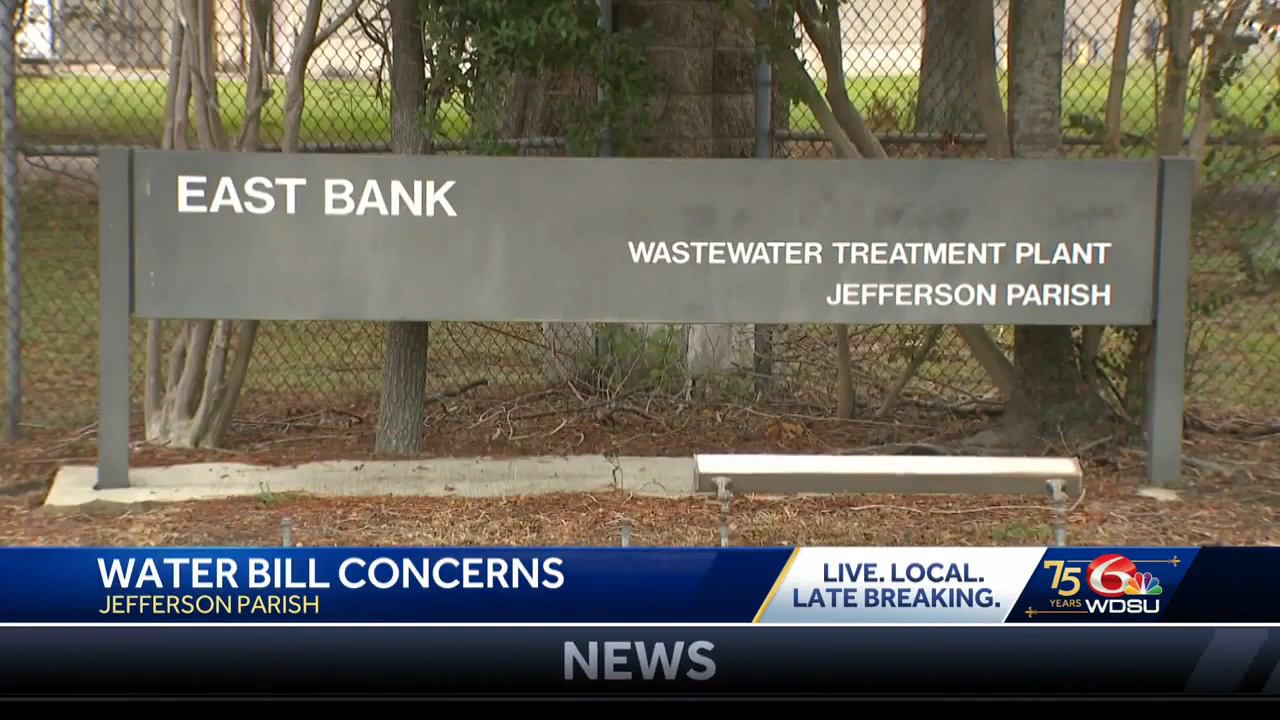 EAST BANK
WASTEWATER TREATMENT PLANT
JEFFERSON PARISH
WATER BILL CONCERNS
JEFFERSON PARISH
LIVE. LOCAL.
LATE BREAKING.
75
YEARS
6
WDSU
NEWS